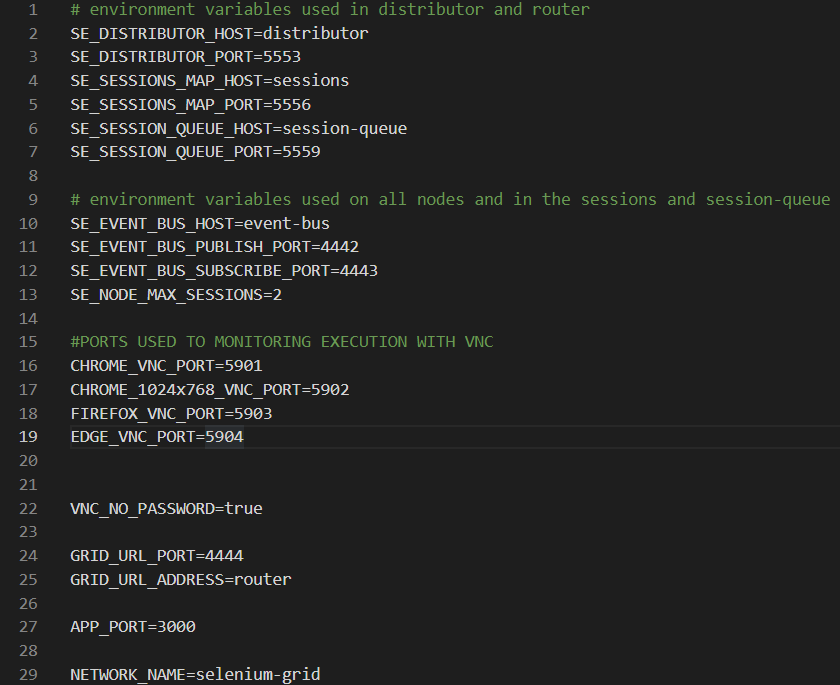 1 # environment variables used in distributor and router
2 SE_DISTRIBUTOR_HOST=distributor
3 SE_DISTRIBUTOR_PORT=5553
4 SE_SESSIONS_MAP_HOST=sessions
5 SE_SESSIONS_MAP_PORT=5556
6 SE_SESSION_QUEUE_HOST=session-queue
7 SE_SESSION_QUEUE_PORT=5559
8
9 # environment variables used on all nodes and in the sessions and session-queue
10 SE_EVENT_BUS_HOST=event-bus
11 SE_EVENT_BUS_PUBLISH_PORT=4442
12 SE_EVENT_BUS_SUBSCRIBE_PORT=4443
13 SE_NODE_MAX_SESSIONS=2
14
15 #PORTS USED TO MONITORING EXECUTION WITH VNC
16 CHROME_VNC_PORT=5901
17 CHROME_1024x768_VNC_PORT=5902
18 FIREFOX_VNC_PORT=5903
19 EDGE_VNC_PORT=5904
20
21
22 VNC_NO_PASSWORD=true
23
24 GRID_URL_PORT=4444
25 GRID_URL_ADDRESS=router
26
27 APP_PORT=3000
28
29 NETWORK_NAME=selenium-grid